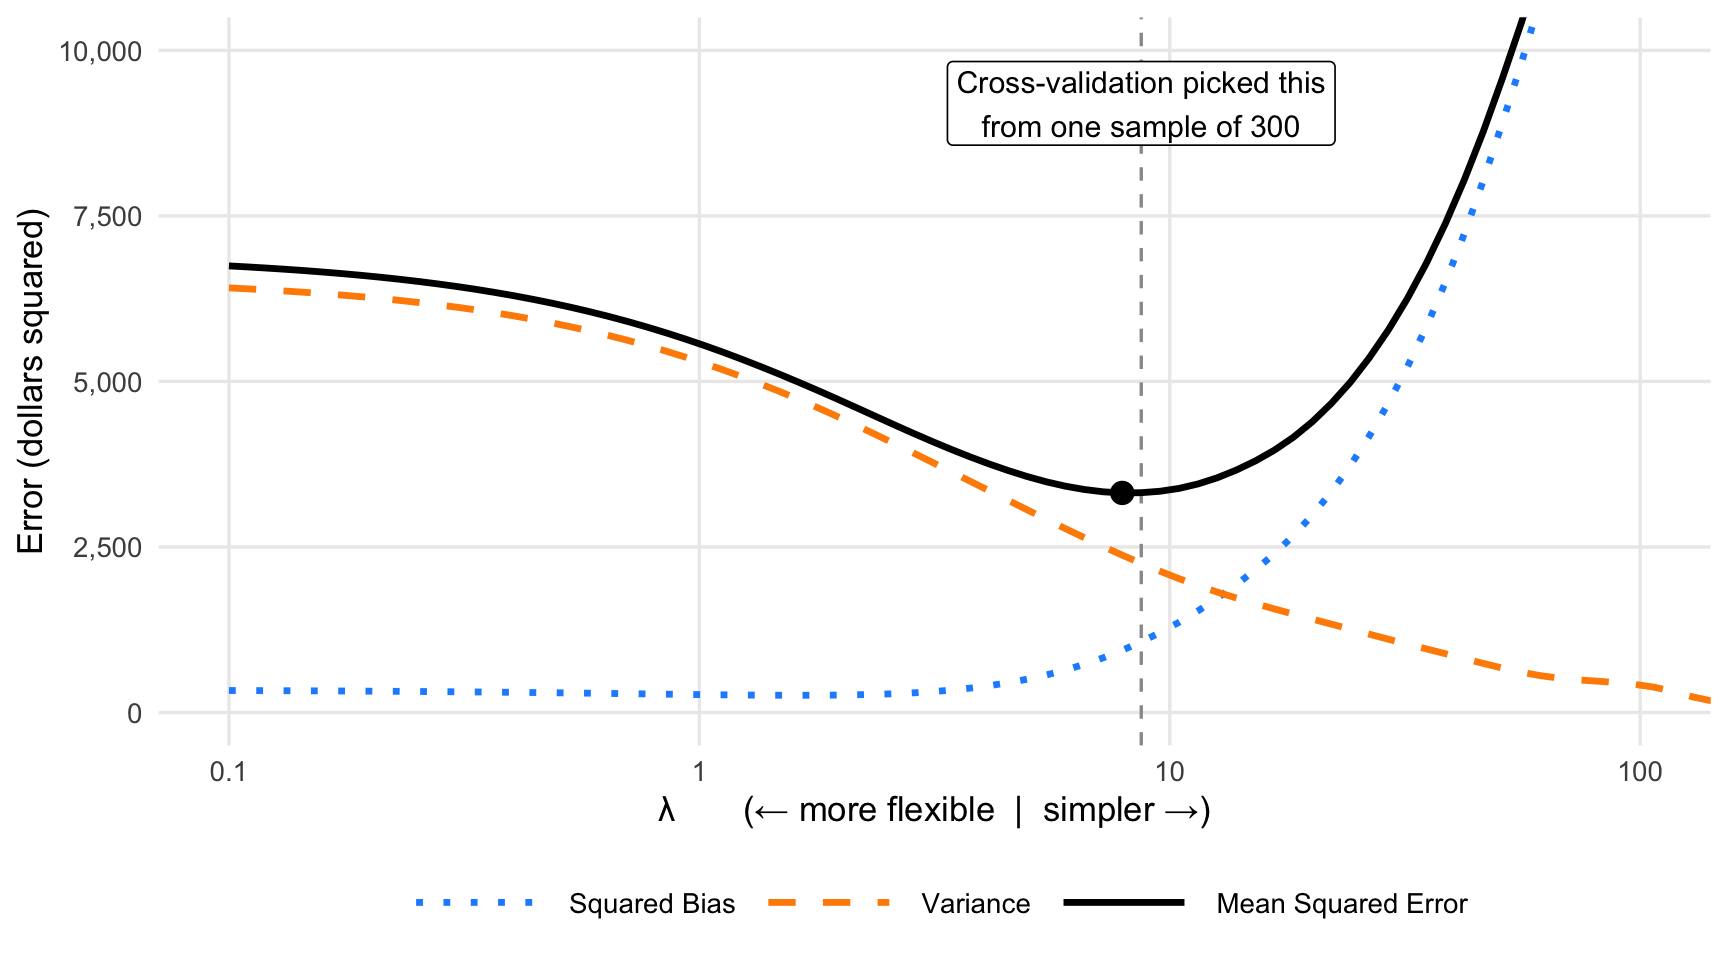 10,000
7,500
5,000
2,500
0
Error (dollars squared)
Cross-validation picked this
from one sample of 300
0.1 1 10 100
λ (← more flexible | simpler →)
Squared Bias Variance Mean Squared Error